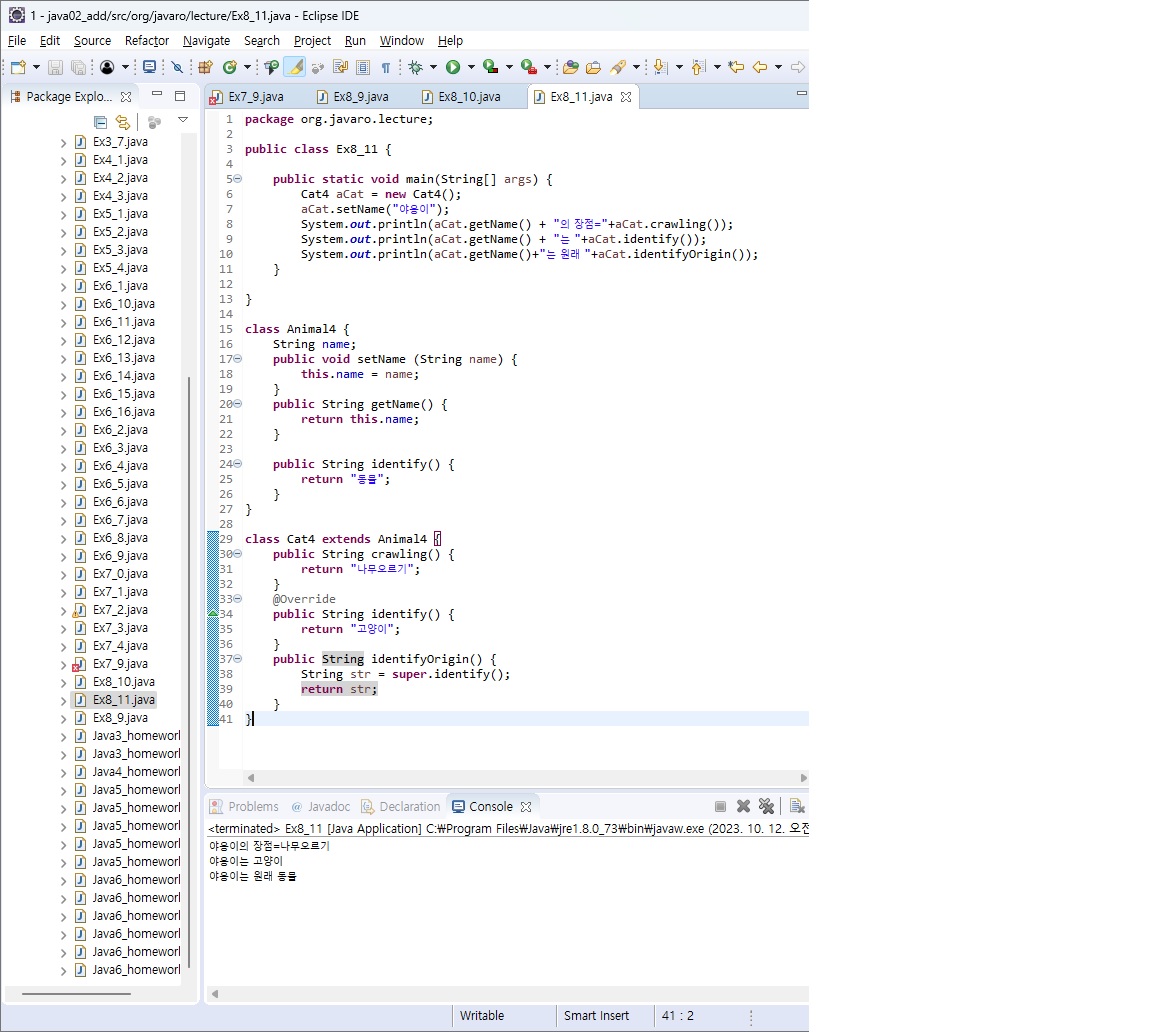 1 - java02_add/src/org/javaro/lecture/Ex8_11.java - Eclipse IDE
File Edit Source Refactor Navigate Search Project Run Window Help
Package Explo...
Ex7_9.java Ex8_9.java Ex8_10.java Ex8_11.java
Ex3_7.java
Ex4_1.java
Ex4_2.java
Ex4_3.java
Ex5_1.java
Ex5_2.java
Ex5_3.java
Ex5_4.java
Ex6_1.java
Ex6_10.java
Ex6_11.java
Ex6_12.java
Ex6_13.java
Ex6_14.java
Ex6_15.java
Ex6_16.java
Ex6_2.java
Ex6_3.java
Ex6_4.java
Ex6_5.java
Ex6_6.java
Ex6_7.java
Ex6_8.java
Ex6_9.java
Ex7_0.java
Ex7_1.java
Ex7_2.java
Ex7_3.java
Ex7_4.java
Ex7_9.java
Ex8_10.java
Ex8_11.java
Ex8_9.java
Java3_homeworl
Java3_homeworl
Java4_homeworl
Java5_homeworl
Java5_homeworl
Java5_homeworl
Java5_homeworl
Java5_homeworl
Java6_homeworl
Java6_homeworl
Java6_homeworl
Java6_homeworl
Java6_homeworl
Java6_homeworl
1 package org.javaro.lecture;
2
3 public class Ex8_11 {
4
5 public static void main(String[] args) {
6 Cat4 aCat = new Cat4();
7 aCat.setName("야옹이");
8 System.out.println(aCat.getName() + "의 장점="+aCat.crawling());
9 System.out.println(aCat.getName() + "는 "+aCat.identify());
10 System.out.println(aCat.getName()+"는 원래 "+aCat.identifyOrigin());
11 }
12
13 }
14
15 class Animal4 {
16 String name;
17 public void setName (String name) {
18 this.name = name;
19 }
20 public String getName() {
21 return this.name;
22 }
23
24 public String identify() {
25 return "동물";
26 }
27 }
28
29 class Cat4 extends Animal4 {
30 public String crawling() {
31 return "나무오르기";
32 }
33 @Override
34 public String identify() {
35 return "고양이";
36 }
37 public String identifyOrigin() {
38 String str = super.identify();
39 return str;
40 }
41 }
Problems @ Javadoc Declaration Console
<terminated> Ex8_11 [Java Application] C:₩Program Files₩Java₩jre1.8.0_73₩bin₩javaw.exe (2023. 10. 12. 오전
야옹이의 장점=나무오르기
야옹이는 고양이
야옹이는 원래 동물
Writable Smart Insert 41 : 2